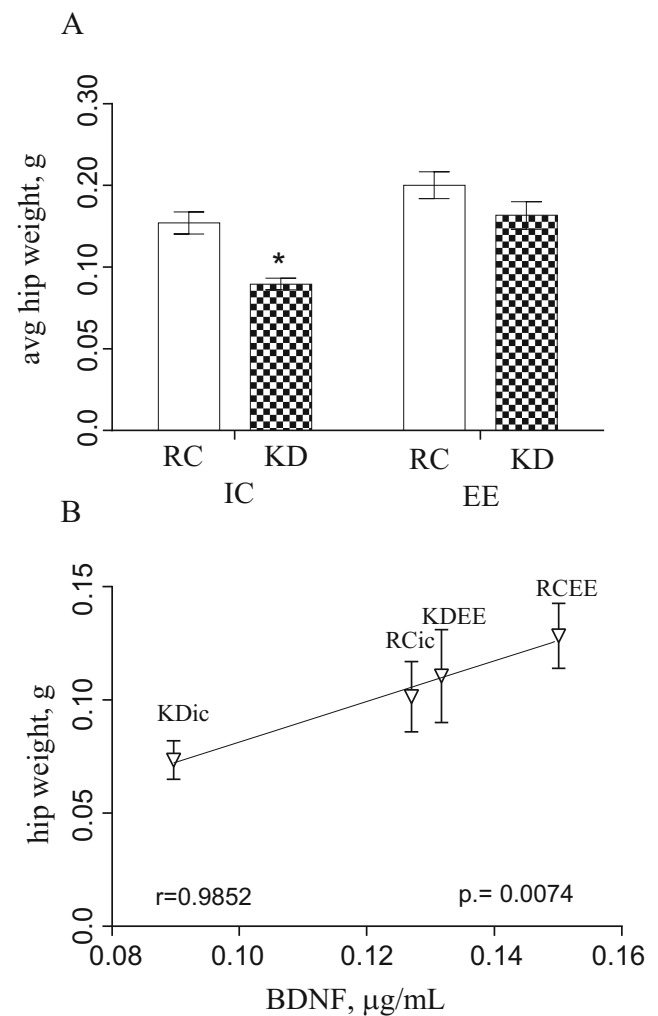 A
avg hip weight, g
0.30
0.20
0.10
0.05
0.0
*
RC KD RC KD
IC EE
B
hip weight, g
0.15
0.10
0.05
0.0
KDic
RCic
KDEE
RCEE
r=0.9852 p.= 0.0074
0.08 0.10 0.12 0.14 0.16
BDNF, μg/mL